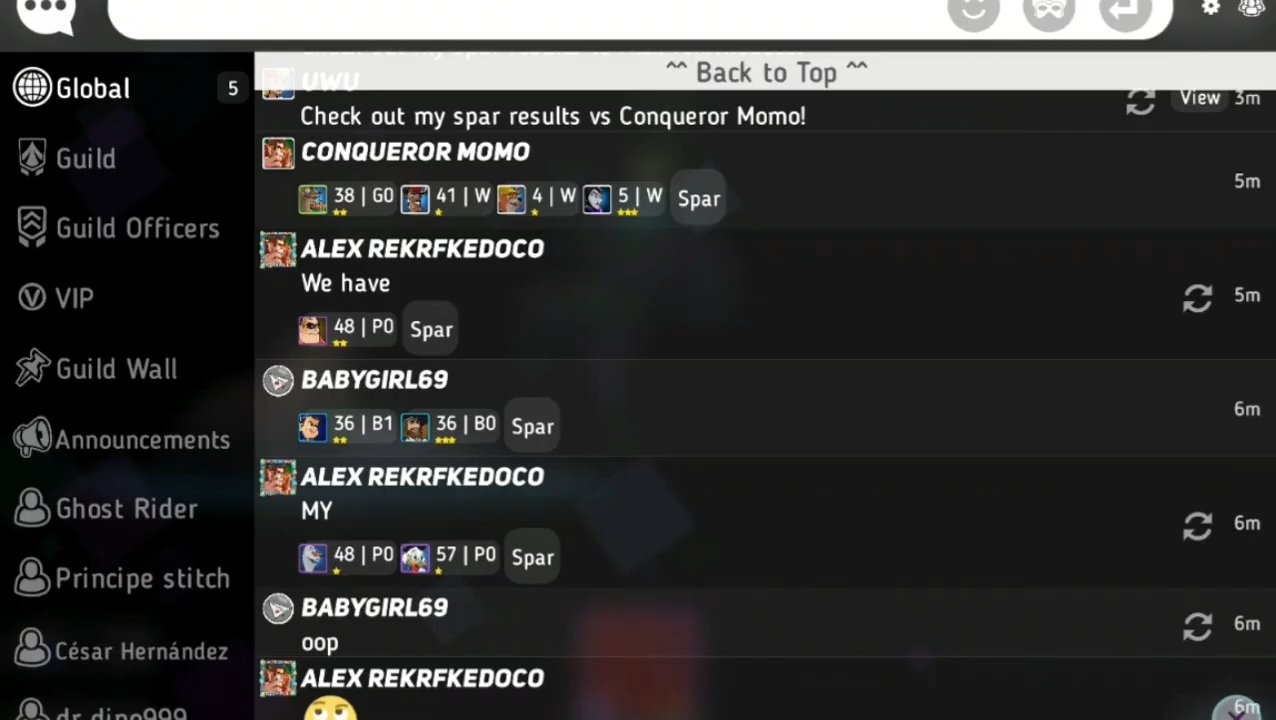 ^^ Back to Top ^^
Global 5
Guild
Guild Officers
VIP
Guild Wall
Announcements
Ghost Rider
Principe stitch
César Hernández
dr dino999
UWU
Check out my spar results vs Conqueror Momo!
View 3m
CONQUEROR MOMO
38 | G0 41 | W 4 | W 5 | W Spar
5m
ALEX REKRFKEDOCO
We have
48 | P0 Spar
5m
BABYGIRL69
36 | B1 36 | B0 Spar
6m
ALEX REKRFKEDOCO
MY
48 | P0 57 | P0 Spar
6m
BABYGIRL69
oop
6m
ALEX REKRFKEDOCO
6m